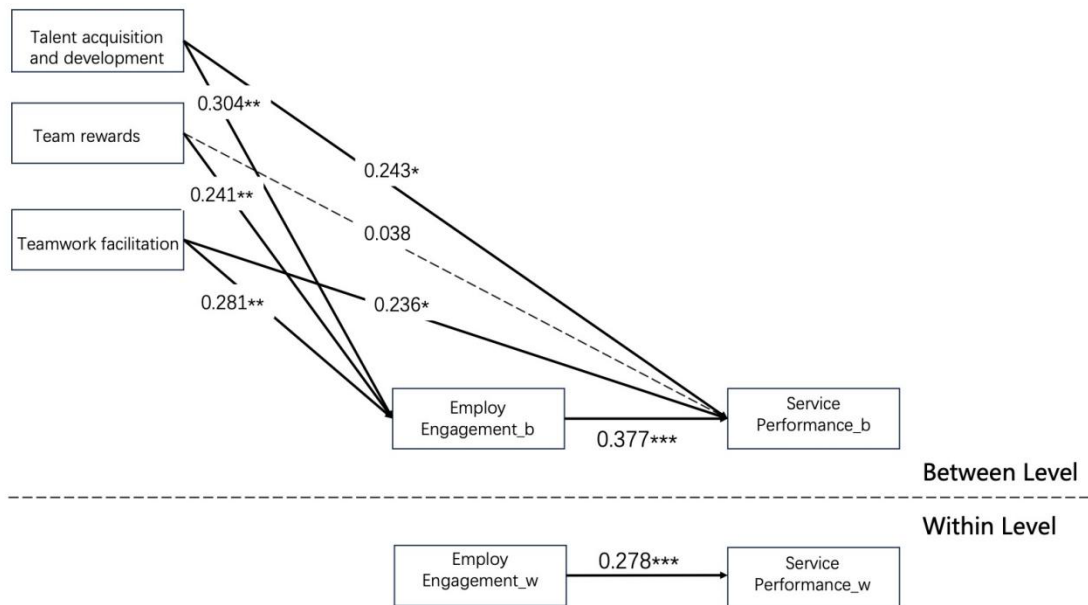 Talent acquisition
and development
0.304**
Team rewards
0.243*
0.241**
0.038
Teamwork facilitation
0.281**
0.236*
Employ
Engagement_b
0.377***
Service
Performance_b
Between Level
Within Level
Employ
Engagement_w
0.278***
Service
Performance_w